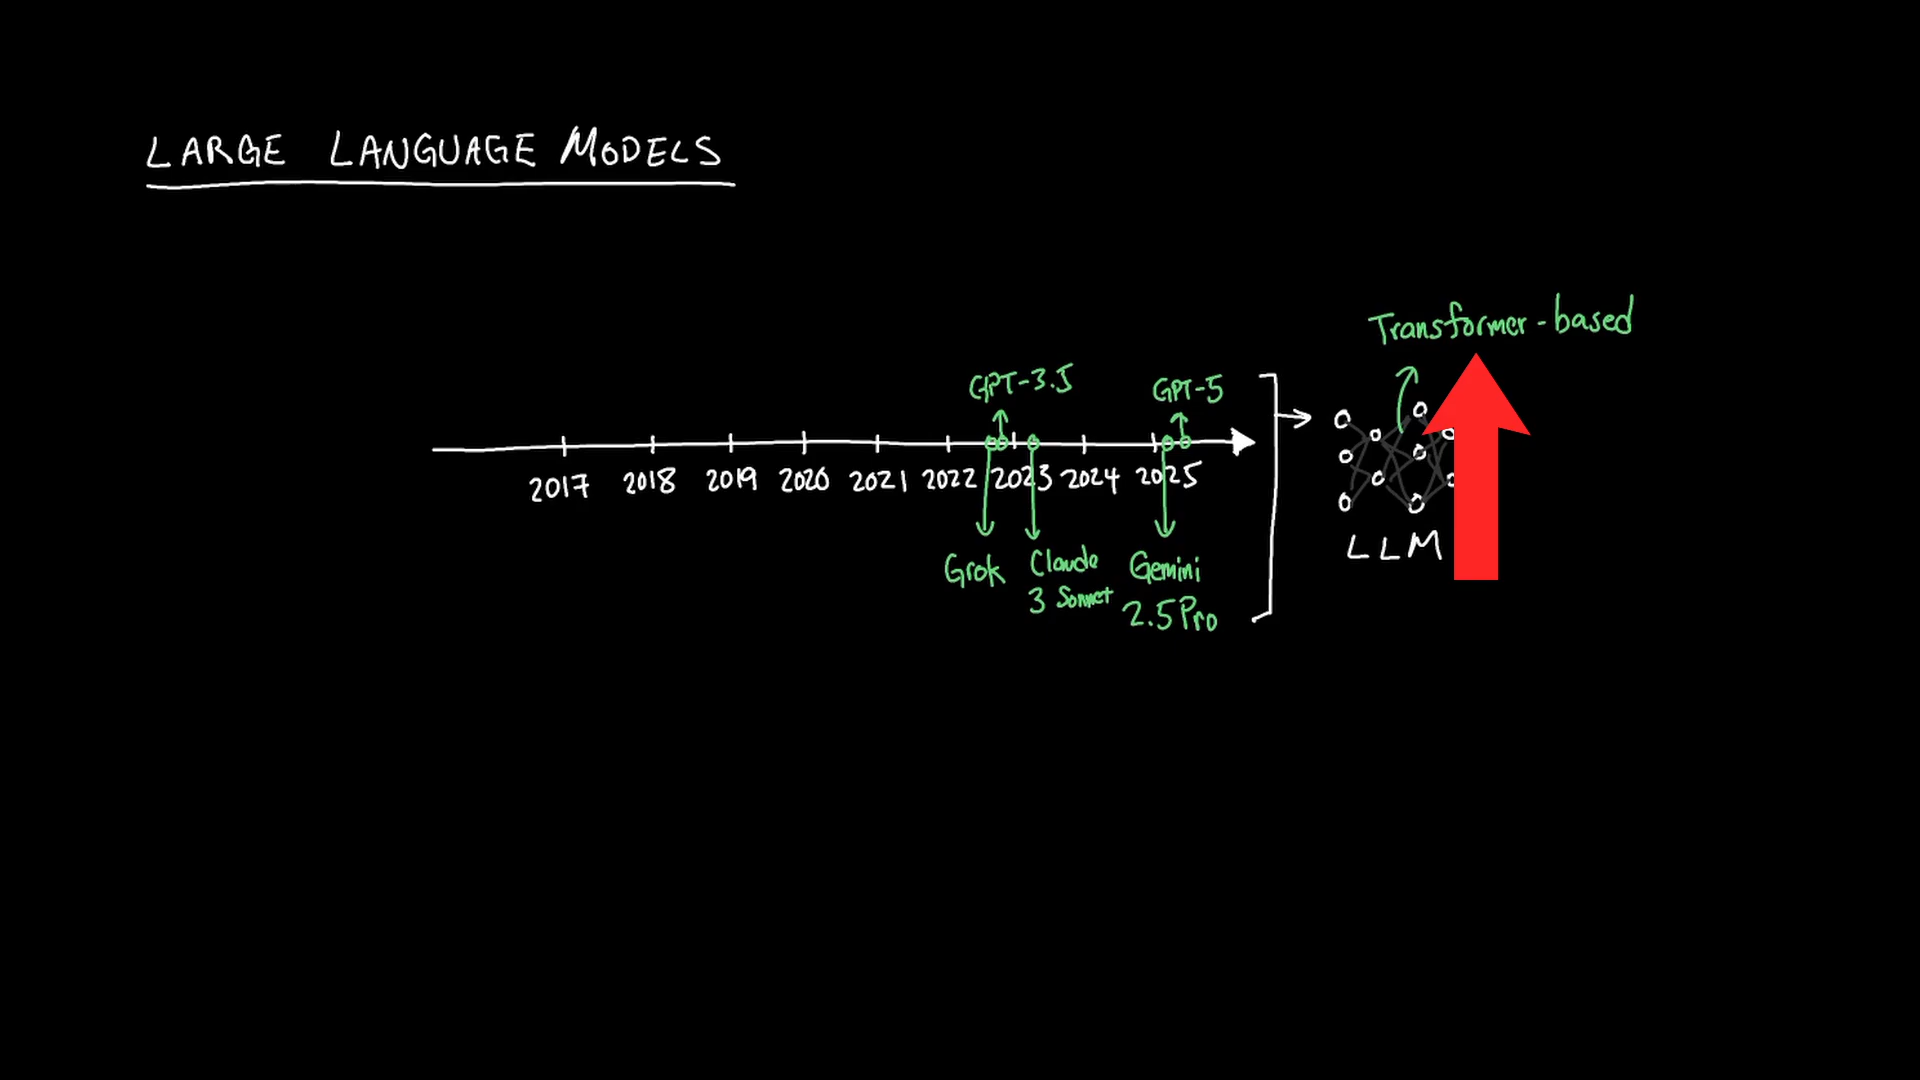 LARGE LANGUAGE MODELS
Transformer-based
GPT-3.5
GPT-5
2017 2018 2019 2020 2021 2022 2023 2024 2025
Grok
Claude
3 Sonnet
Gemini
2.5 Pro
LLM